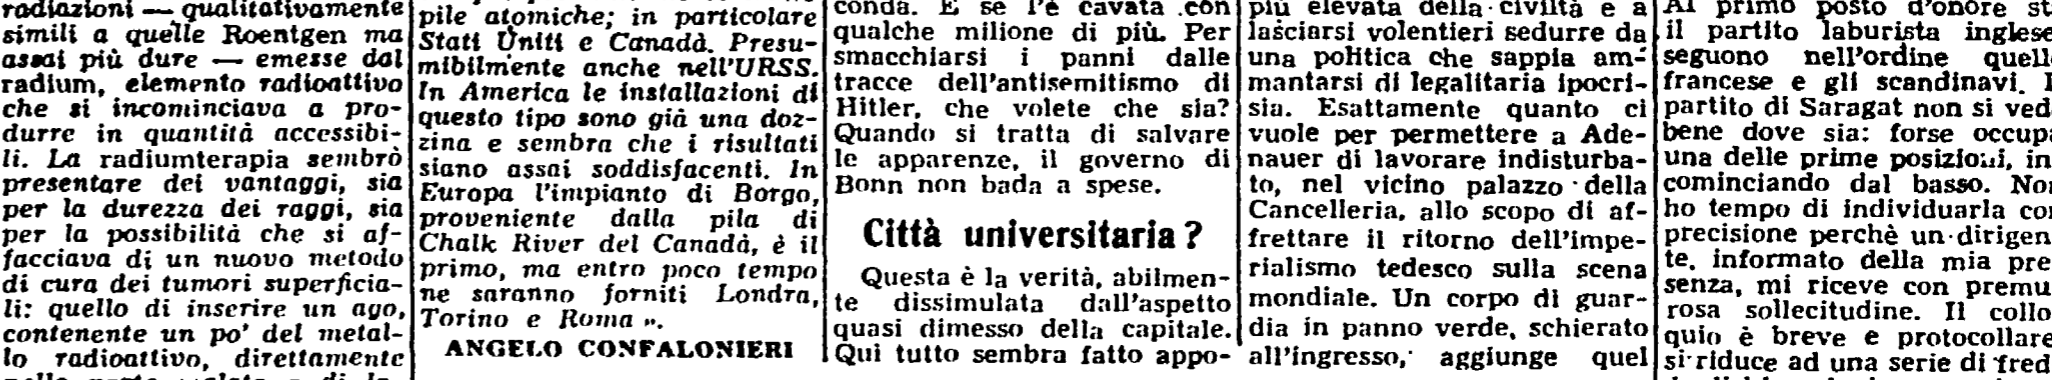 radiazioni — qualitativamente
simili a quelle Roentgen ma
assai più dure — emesse dal
radium, elemento radioattivo
che si incominciava a pro-
durre in quantità accessibi-
li. La radiumterapia sembrò
presentare dei vantaggi, sia
per la durezza dei raggi, sia
per la possibilità che si af-
facciava di un nuovo metodo
di cura dei tumori superficia-
li: quello di inserire un ago,
contenente un po' del metal-
lo radioattivo, direttamente
pile atomiche; in particolare
Stati Uniti e Canadà. Presu-
mibilmente anche nell'URSS.
In America le installazioni di
questo tipo sono già una doz-
zina e sembra che i risultati
siano assai soddisfacenti. In
Europa l'impianto di Borgo,
proveniente dalla pila di
Chalk River del Canadà, è il
primo, ma entro poco tempo
ne saranno forniti Londra,
Torino e Roma ».
ANGELO CONFALONIERI
conda. E se l'è cavata con
qualche milione di più. Per
smacchiarsi i panni dalle
tracce dell'antisemitismo di
Hitler, che volete che sia?
Quando si tratta di salvare
le apparenze, il governo di
Bonn non bada a spese.
Città universitaria?
Questa è la verità, abilmen-
te dissimulata dall'aspetto
quasi dimesso della capitale.
Qui tutto sembra fatto appo-
più elevata della civiltà e a
lasciarsi volentieri sedurre da
una politica che sappia am-
mantarsi di legalitaria ipocri-
sia. Esattamente quanto ci
vuole per permettere a Ade-
nauer di lavorare indisturba-
to, nel vicino palazzo della
Cancelleria, allo scopo di af-
frettare il ritorno dell'impe-
rialismo tedesco sulla scena
mondiale. Un corpo di guar-
dia in panno verde, schierato
all'ingresso, aggiunge quel
Al primo posto d'onore st
il partito laburista inglese
seguono nell'ordine quell
francese e gli scandinavi. I
partito di Saragat non si ved
bene dove sia: forse occupa
una delle prime posizioni, in
cominciando dal basso. Non
ho tempo di individuarla con
precisione perchè un dirigen
te, informato della mia pre
senza, mi riceve con premu
rosa sollecitudine. Il collo
quio è breve e protocollare
si riduce ad una serie di fred